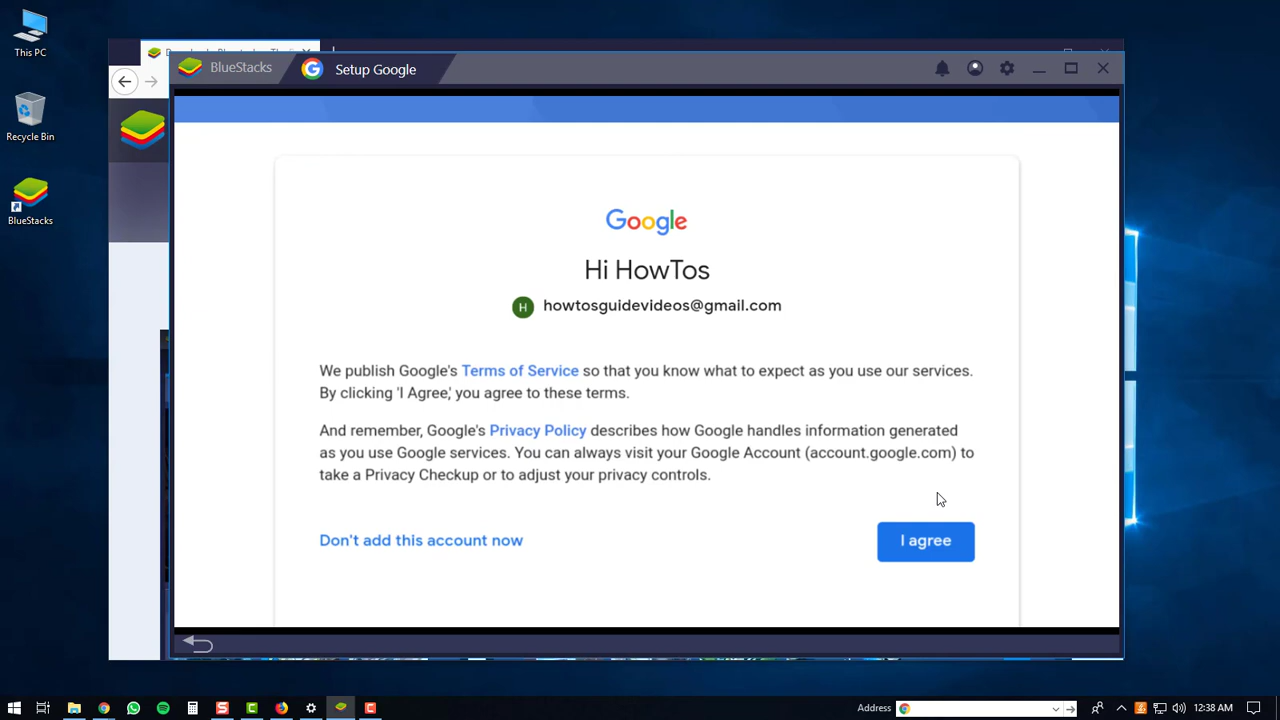 This PC
Recycle Bin
BlueStacks
BlueStacks
Setup Google
Google
Hi HowTos
H
howtosguidevideos@gmail.com
We publish Google's Terms of Service so that you know what to expect as you use our services.
By clicking 'I Agree,' you agree to these terms.
And remember, Google's Privacy Policy describes how Google handles information generated
as you use Google services. You can always visit your Google Account (account.google.com) to
take a Privacy Checkup or to adjust your privacy controls.
Don't add this account now
I agree
Address
12:38 AM